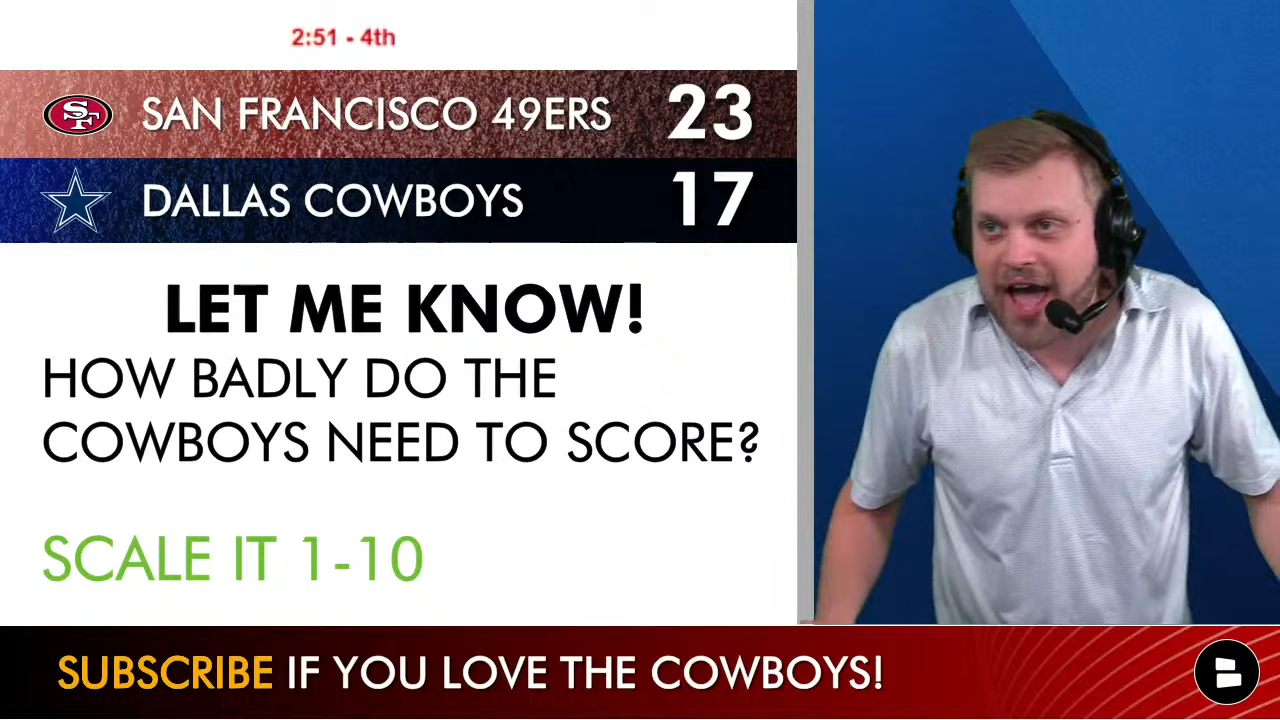 2:51 - 4th
SF SAN FRANCISCO 49ERS 23
DALLAS COWBOYS 17
LET ME KNOW!
HOW BADLY DO THE
COWBOYS NEED TO SCORE?
SCALE IT 1-10
SUBSCRIBE IF YOU LOVE THE COWBOYS!